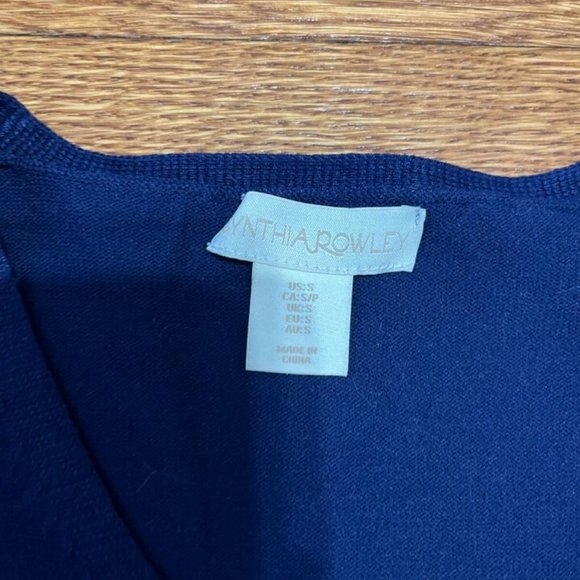 YNTHIAROWLEY
US:S
CA:S/P
UK:S
EU:S
AU:S
MADE IN
CHINA